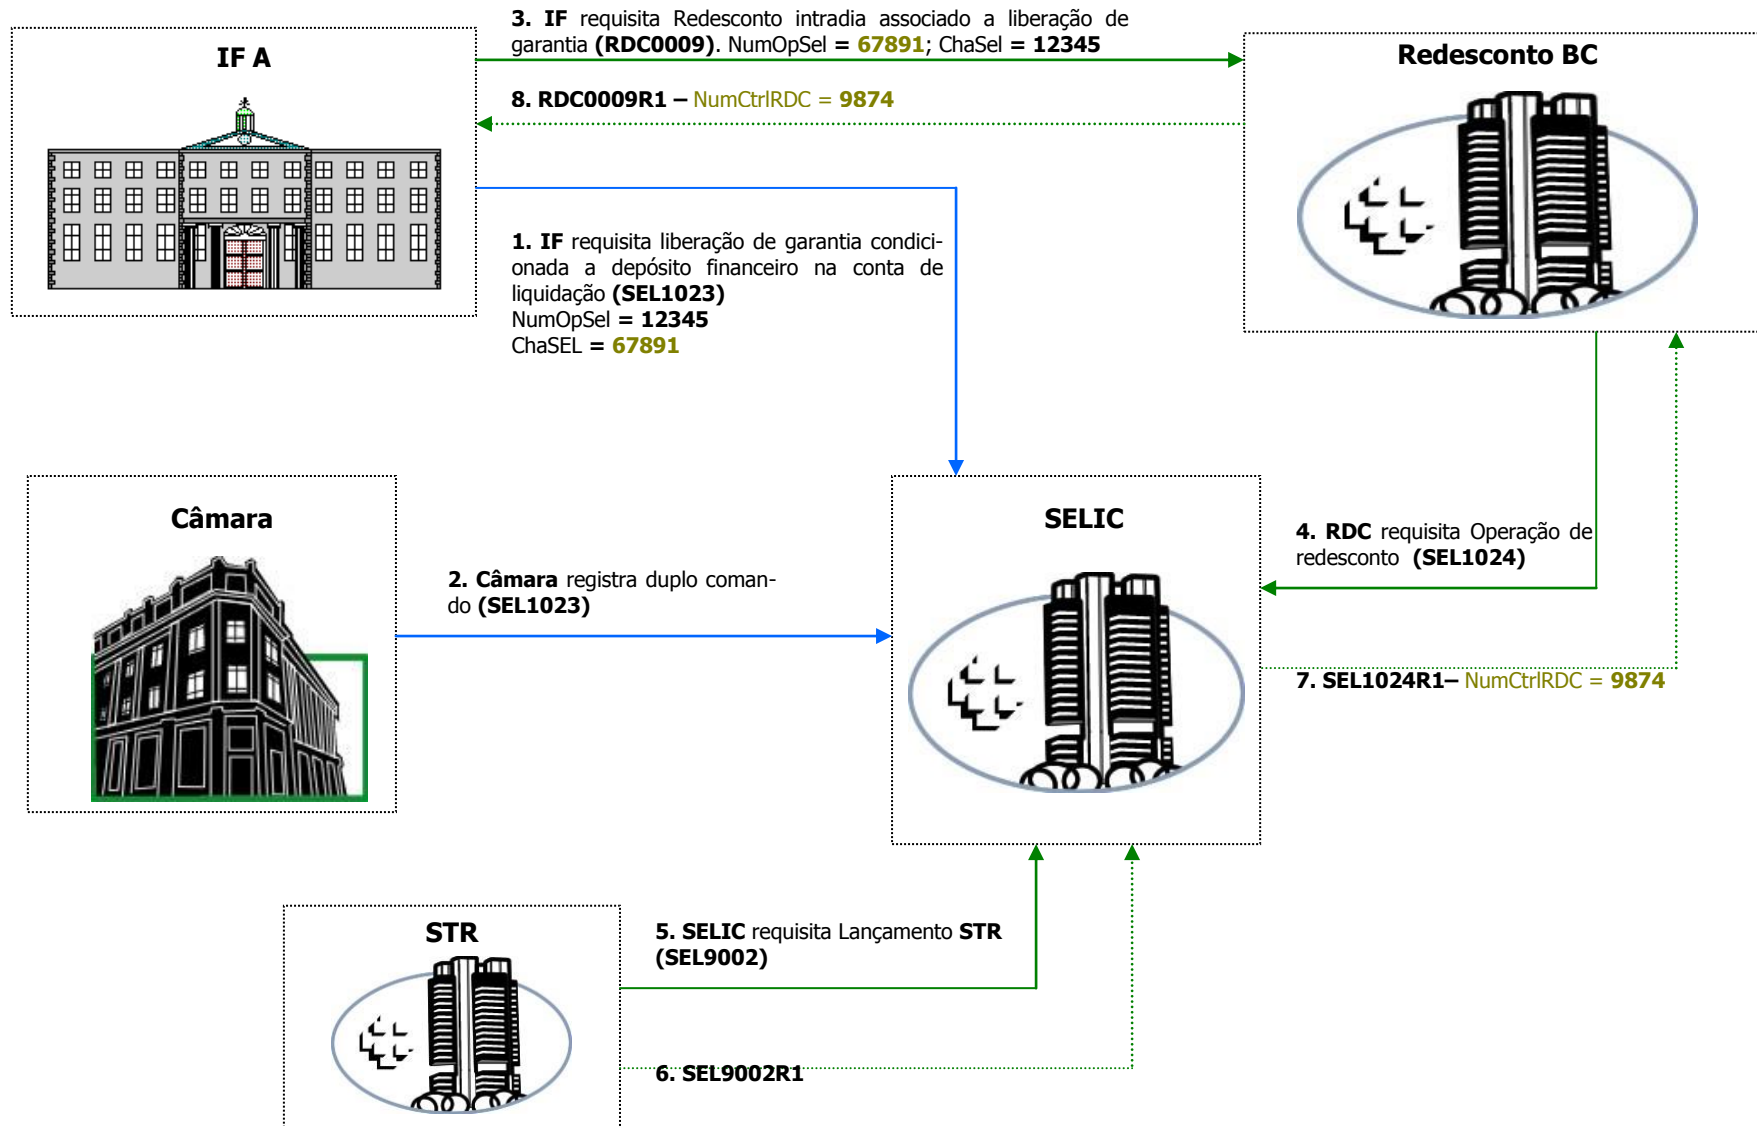 3. IF requisita Redesconto intradia associado a liberação de
garantia (RDC0009). NumOpSel = 67891; ChaSel = 12345
IF A
Redesconto BC
8. RDC0009R1 – NumCtrlRDC = 9874
1. IF requisita liberação de garantia condici-
onada a depósito financeiro na conta de
liquidação (SEL1023)
NumOpSel = 12345
ChaSEL = 67891
Câmara
SELIC
4. RDC requisita Operação de
redesconto (SEL1024)
2. Câmara registra duplo coman-
do (SEL1023)
7. SEL1024R1– NumCtrlRDC = 9874
STR
5. SELIC requisita Lançamento STR
(SEL9002)
6. SEL9002R1